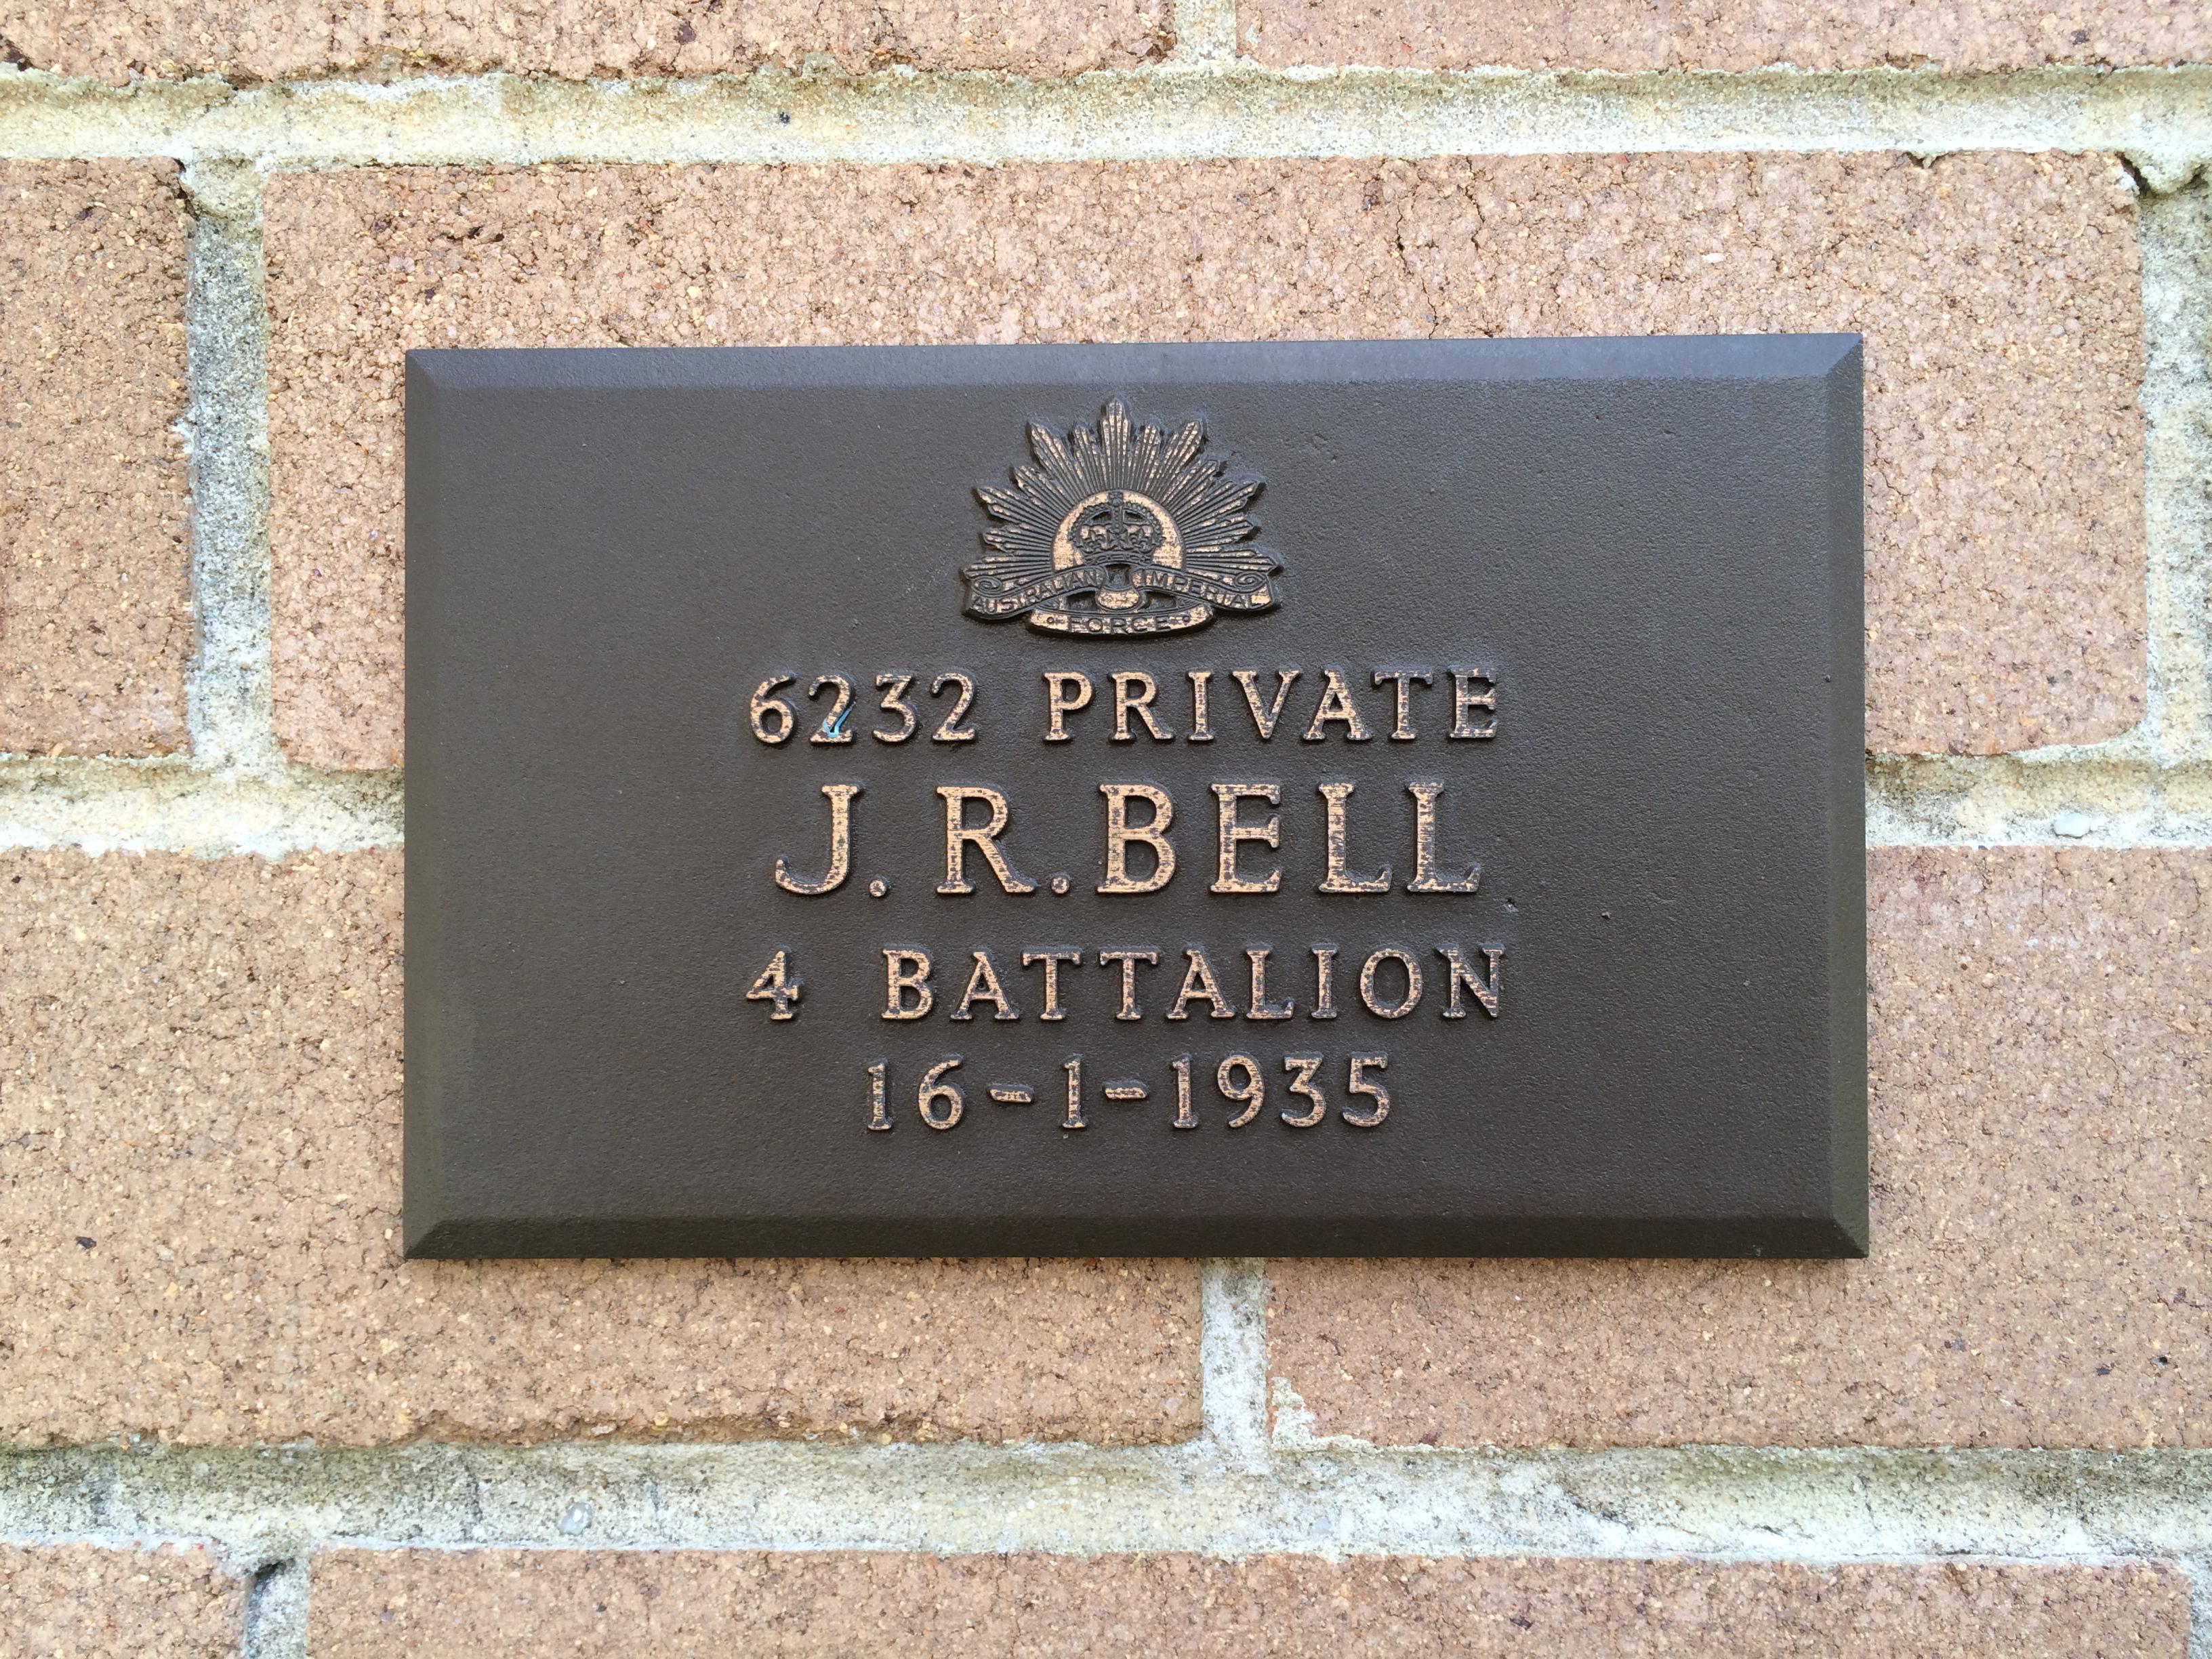 AUSTRALIAN IMPERIAL
FORCE
6232 PRIVATE
J. R. BELL
4 BATTALION
16-1-1935